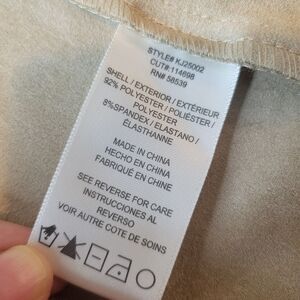 STYLE# KJ25002
CUT#:114698
RN# 58539
SHELL / EXTERIOR / EXTÉRIEUR
92% POLYESTER / POLIÉSTER /
POLYESTER
8%SPANDEX / ELASTANO /
ÉLASTHANNE
MADE IN CHINA
HECHO EN CHINA
FABRIQUÉ EN CHINE
SEE REVERSE FOR CARE
INSTRUCCIONES AL
REVERSO
VOIR AUTRE COTE DE SOINS